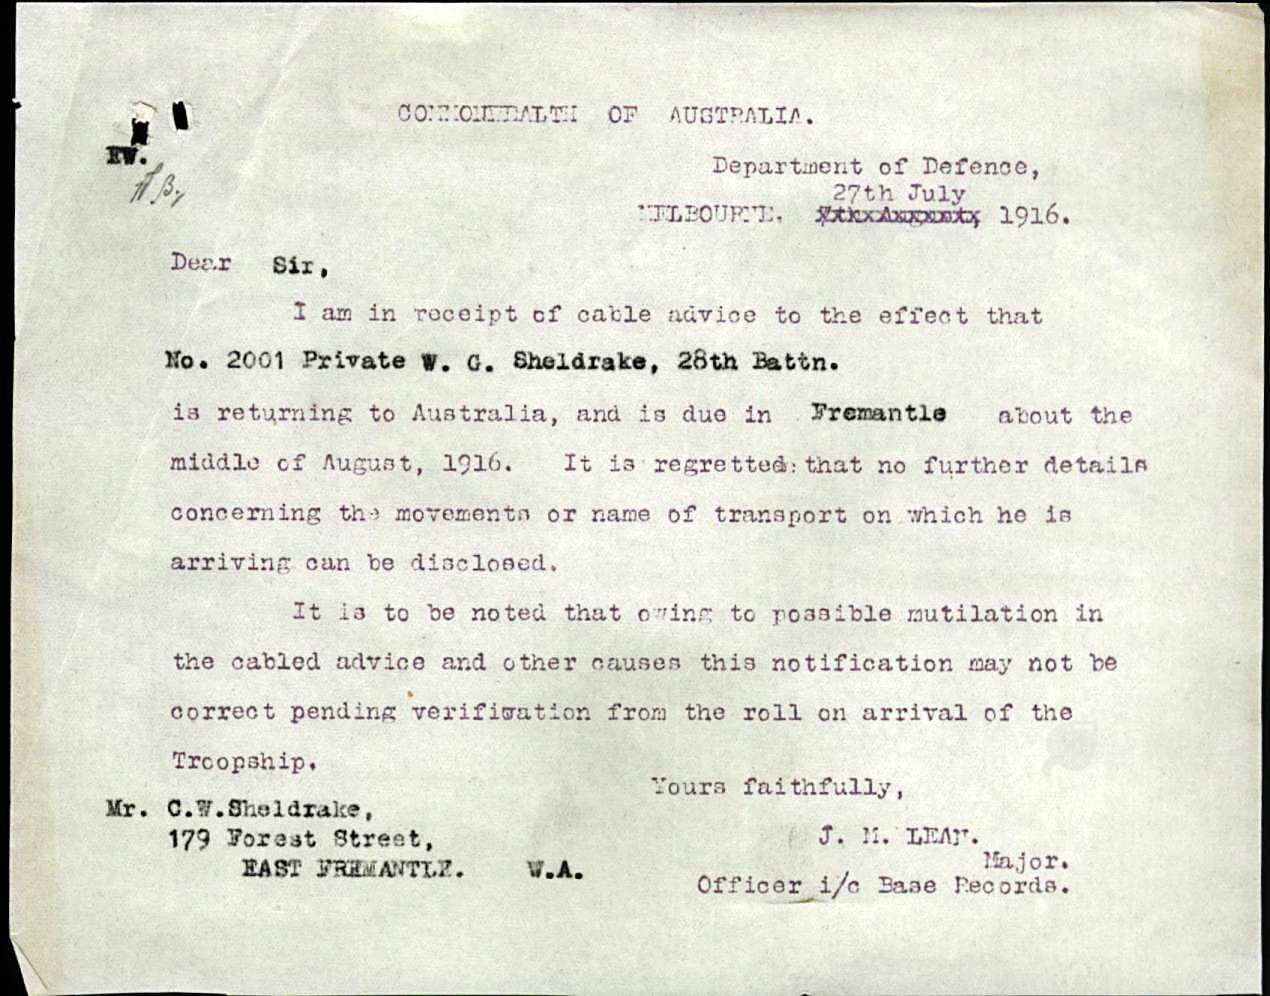 COMMONWEALTH OF AUSTRALIA.
EW.
Department of Defence,
27th July
MELBOURNE, 7th August, 1916.
Dear Sir,
I am in receipt of cable advice to the effect that
No. 2001 Private W. G. Sheldrake, 28th Battn.
is returning to Australia, and is due in Fremantle about the
middle of August, 1916. It is regretted that no further details
concerning the movements or name of transport on which he is
arriving can be disclosed.
It is to be noted that owing to possible mutilation in
the cabled advice and other causes this notification may not be
correct pending verification from the roll on arrival of the
Troopship.
Yours faithfully,
Mr. C.W.Sheldrake,
179 Forest Street,
EAST FREMANTLE. W.A.
J. M. LEAN.
Major.
Officer i/c Base Records.